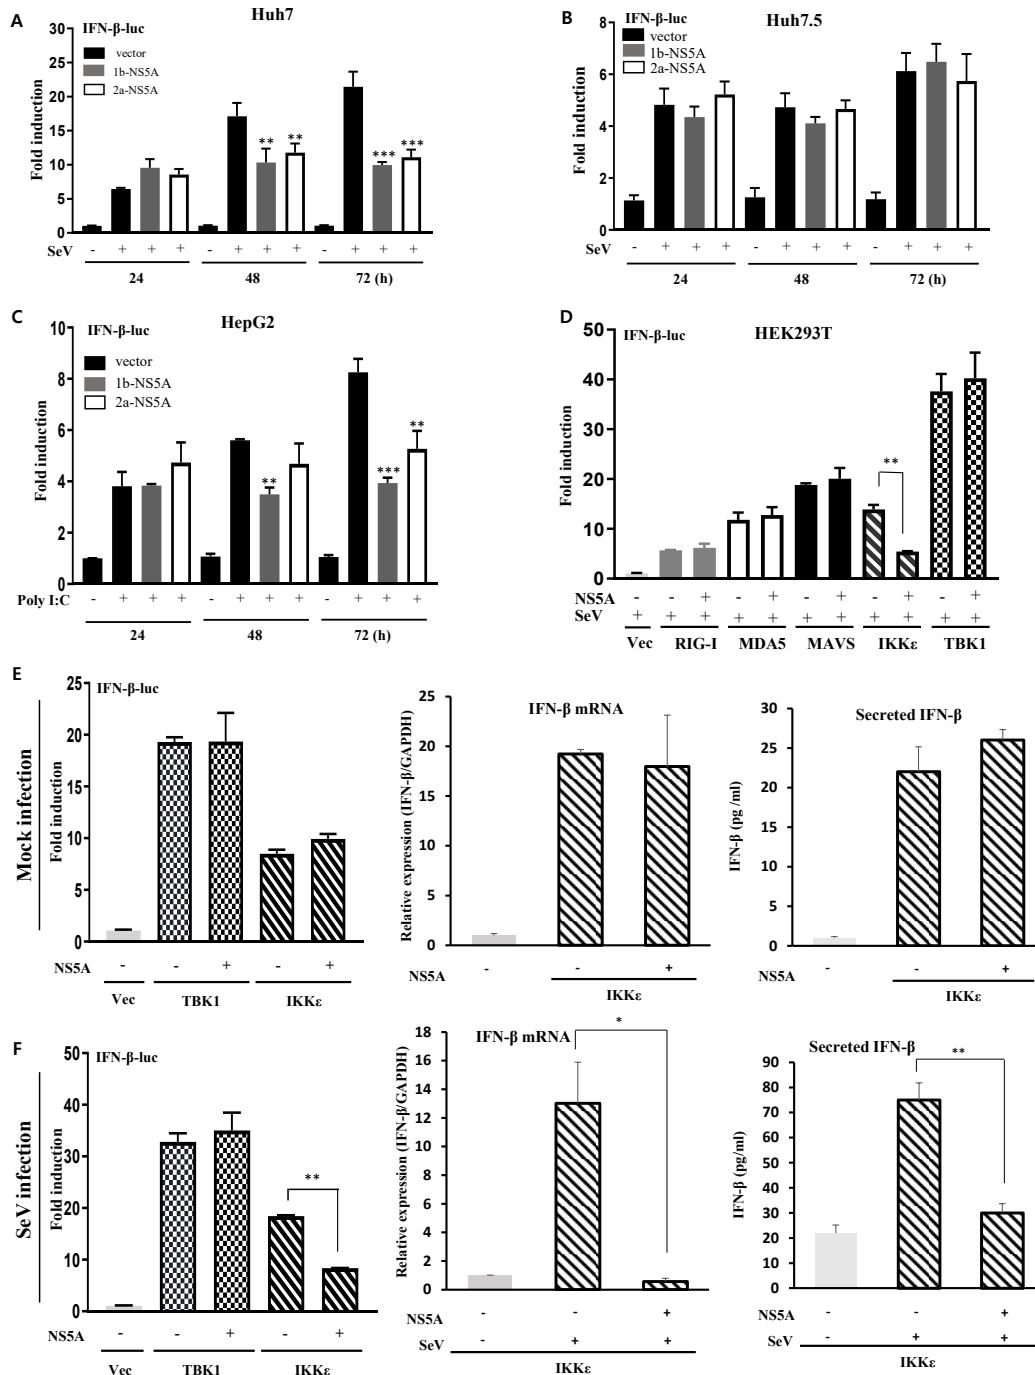 A
Huh7
IFN-β-luc
vector
1b-NS5A
2a-NS5A
Fold induction
30
25
20
15
10
5
0
** **
*** ***
- + + + - + + + - + + +
SeV
24 48 72 (h)
B
Huh7.5
IFN-β-luc
vector
1b-NS5A
2a-NS5A
Fold induction
8
6
4
2
0
- + + + - + + + - + + +
SeV
24 48 72 (h)
C
HepG2
IFN-β-luc
vector
1b-NS5A
2a-NS5A
Fold induction
10
8
6
4
2
0
**
*** **
Poly I:C - + + + - + + + - + + +
24 48 72 (h)
D
HEK293T
IFN-β-luc
Fold induction
50
40
30
20
10
0
**
NS5A - - + - + - + - + - +
SeV + + + + + + + + + + +
Vec RIG-I MDA5 MAVS IKKε TBK1
E
Mock infection
IFN-β-luc
Fold induction
25
20
15
10
5
0
NS5A - - + - +
Vec TBK1 IKKε
IFN-β mRNA
Relative expression (IFN-β/GAPDH)
25
20
15
10
5
0
NS5A - - +
IKKε
Secreted IFN-β
IFN-β (pg /ml)
30
25
20
15
10
5
0
NS5A - - +
IKKε
F
SeV infection
IFN-β-luc
Fold induction
50
40
30
20
10
0
**
NS5A - - + - +
Vec TBK1 IKKε
IFN-β mRNA
Relative expression (IFN-β/GAPDH)
18
16
14
12
10
8
6
4
2
0
*
NS5A - - +
SeV - + +
IKKε
Secreted IFN-β
IFN-β (pg/ml)
90
80
70
60
50
40
30
20
10
0
**
NS5A - - +
SeV - + +
IKKε